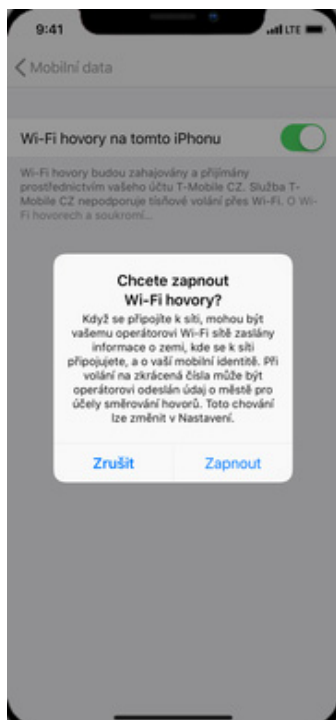 9:41
LTE
Mobilní data
Wi-Fi hovory na tomto iPhonu
Wi-Fi hovory budou zahajovány a přijímány
prostřednictvím vašeho účtu T-Mobile CZ. Služba T-
Mobile CZ nepodporuje tísňové volání přes Wi-Fi. O Wi-
Fi hovorech a soukromí...
Chcete zapnout
Wi-Fi hovory?
Když se připojíte k síti, mohou být
vašemu operátorovi Wi-Fi sítě zaslány
informace o zemi, kde se k síti
připojujete, a o vaší mobilní identitě. Při
volání na zkrácená čísla může být
operátorovi odeslán údaj o městě pro
účely směrování hovorů. Toto chování
lze změnit v Nastavení.
Zrušit
Zapnout